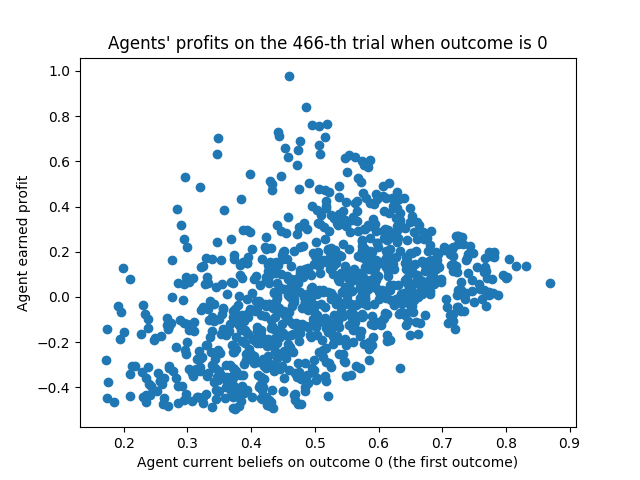 Agents' profits on the 466-th trial when outcome is 0
1.0
0.8
0.6
0.4
0.2
0.0
−0.2
−0.4
Agent earned profit
0.2 0.3 0.4 0.5 0.6 0.7 0.8 0.9
Agent current beliefs on outcome 0 (the first outcome)